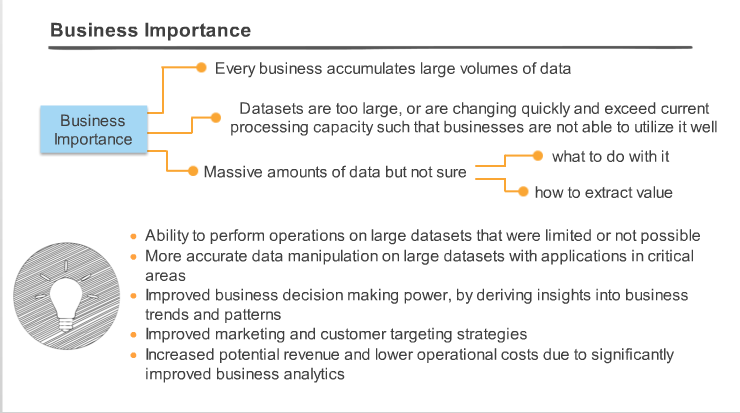 Business Importance
Every business accumulates large volumes of data
Business
Importance
Datasets are too large, or are changing quickly and exceed current
processing capacity such that businesses are not able to utilize it well
Massive amounts of data but not sure
what to do with it
how to extract value
Ability to perform operations on large datasets that were limited or not possible
More accurate data manipulation on large datasets with applications in critical
areas
Improved business decision making power, by deriving insights into business
trends and patterns
Improved marketing and customer targeting strategies
Increased potential revenue and lower operational costs due to significantly
improved business analytics